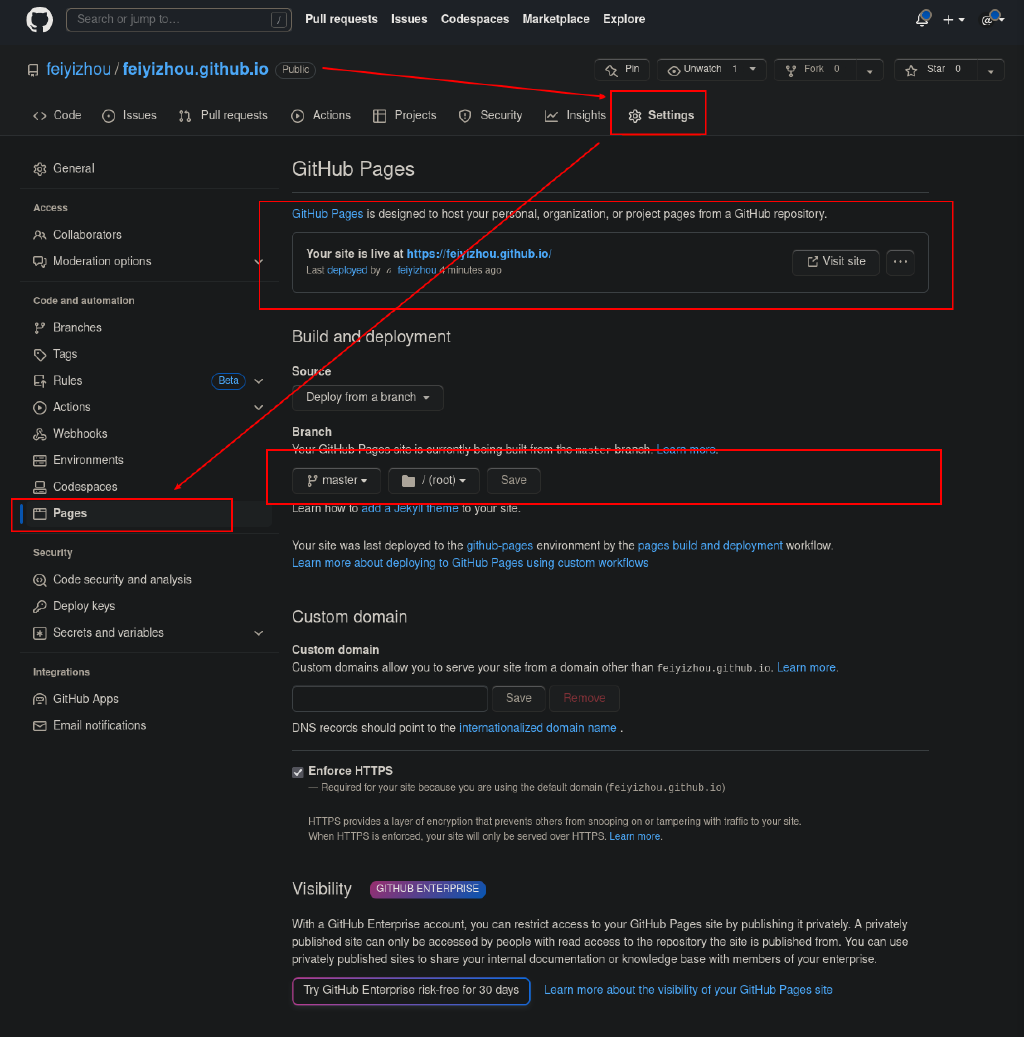 Search or jump to... /
Pull requests Issues Codespaces Marketplace Explore
feiyizhou / feiyizhou.github.io Public
Pin Unwatch 1 Fork 0 Star 0
Code Issues Pull requests Actions Projects Security Insights Settings
General
Access
Collaborators
Moderation options
Code and automation
Branches
Tags
Rules Beta
Actions
Webhooks
Environments
Codespaces
Pages
Security
Code security and analysis
Deploy keys
Secrets and variables
Integrations
GitHub Apps
Email notifications
GitHub Pages
GitHub Pages is designed to host your personal, organization, or project pages from a GitHub repository.
Your site is live at https://feiyizhou.github.io/
Last deployed by feiyizhou 4 minutes ago
Visit site
Build and deployment
Source
Deploy from a branch
Branch
Your GitHub Pages site is currently being built from the master branch. Learn more.
master / (root) Save
Learn how to add a Jekyll theme to your site.
Your site was last deployed to the github-pages environment by the pages build and deployment workflow.
Learn more about deploying to GitHub Pages using custom workflows
Custom domain
Custom domain
Custom domains allow you to serve your site from a domain other than feiyizhou.github.io. Learn more.
Save Remove
DNS records should point to the internationalized domain name .
Enforce HTTPS
— Required for your site because you are using the default domain (feiyizhou.github.io)
HTTPS provides a layer of encryption that prevents others from snooping on or tampering with traffic to your site.
When HTTPS is enforced, your site will only be served over HTTPS. Learn more.
Visibility GITHUB ENTERPRISE
With a GitHub Enterprise account, you can restrict access to your GitHub Pages site by publishing it privately. A privately
published site can only be accessed by people with read access to the repository the site is published from. You can use
privately published sites to share your internal documentation or knowledge base with members of your enterprise.
Try GitHub Enterprise risk-free for 30 days Learn more about the visibility of your GitHub Pages site